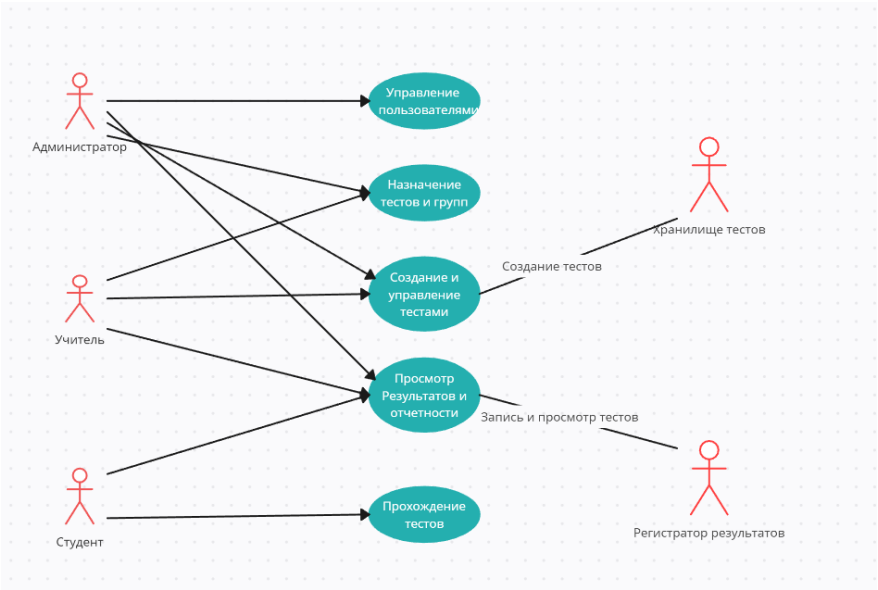 Управление
пользователями
Администратор
Назначение
тестов и групп
Хранилище тестов
Создание тестов
Создание и
управление
тестами
Учитель
Просмотр
Результатов и
отчетности
Запись и просмотр тестов
Прохождение
тестов
Регистратор результатов
Студент